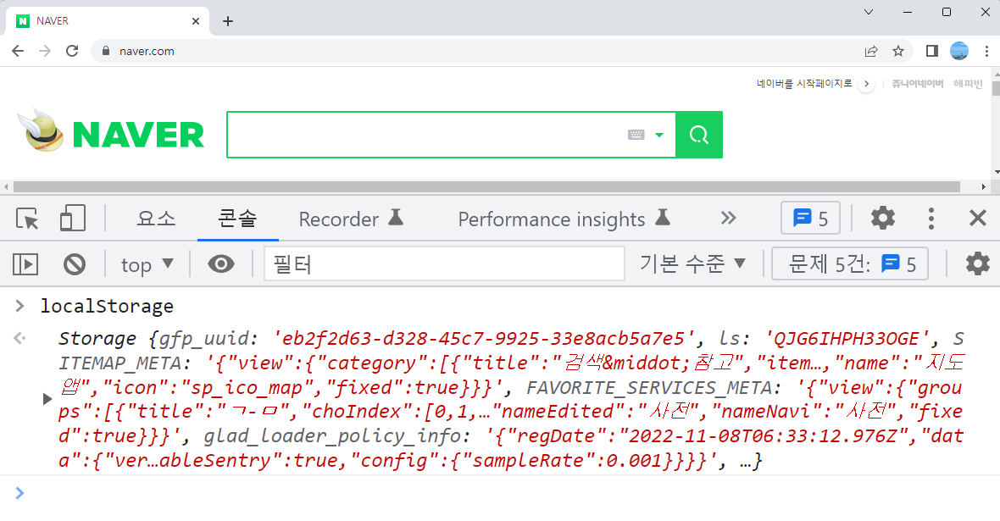 NAVER
naver.com
네이버를 시작페이지로 쥬니어네이버 해피빈
NAVER
요소 콘솔 Recorder Performance insights 5
top 필터 기본 수준 문제 5건: 5
localStorage
Storage {gfp_uuid: 'eb2f2d63-d328-45c7-9925-33e8acb5a7e5', ls: 'QJG6IHPH33OGE', S
ITEMAP_META: '{"view":{"category":[{"title":"검색&middot;참고","item…,"name":"지도
앱","icon":"sp_ico_map","fixed":true}}}', FAVORITE_SERVICES_META: '{"view":{"grou
ps":[{"title":"ㄱ-ㅁ","choIndex":[0,1,…"nameEdited":"사전","nameNavi":"사전","fixe
d":true}}}', glad_loader_policy_info: '{"regDate":"2022-11-08T06:33:12.976Z","dat
a":{"ver…ableSentry":true,"config":{"sampleRate":0.001}}}}', …}